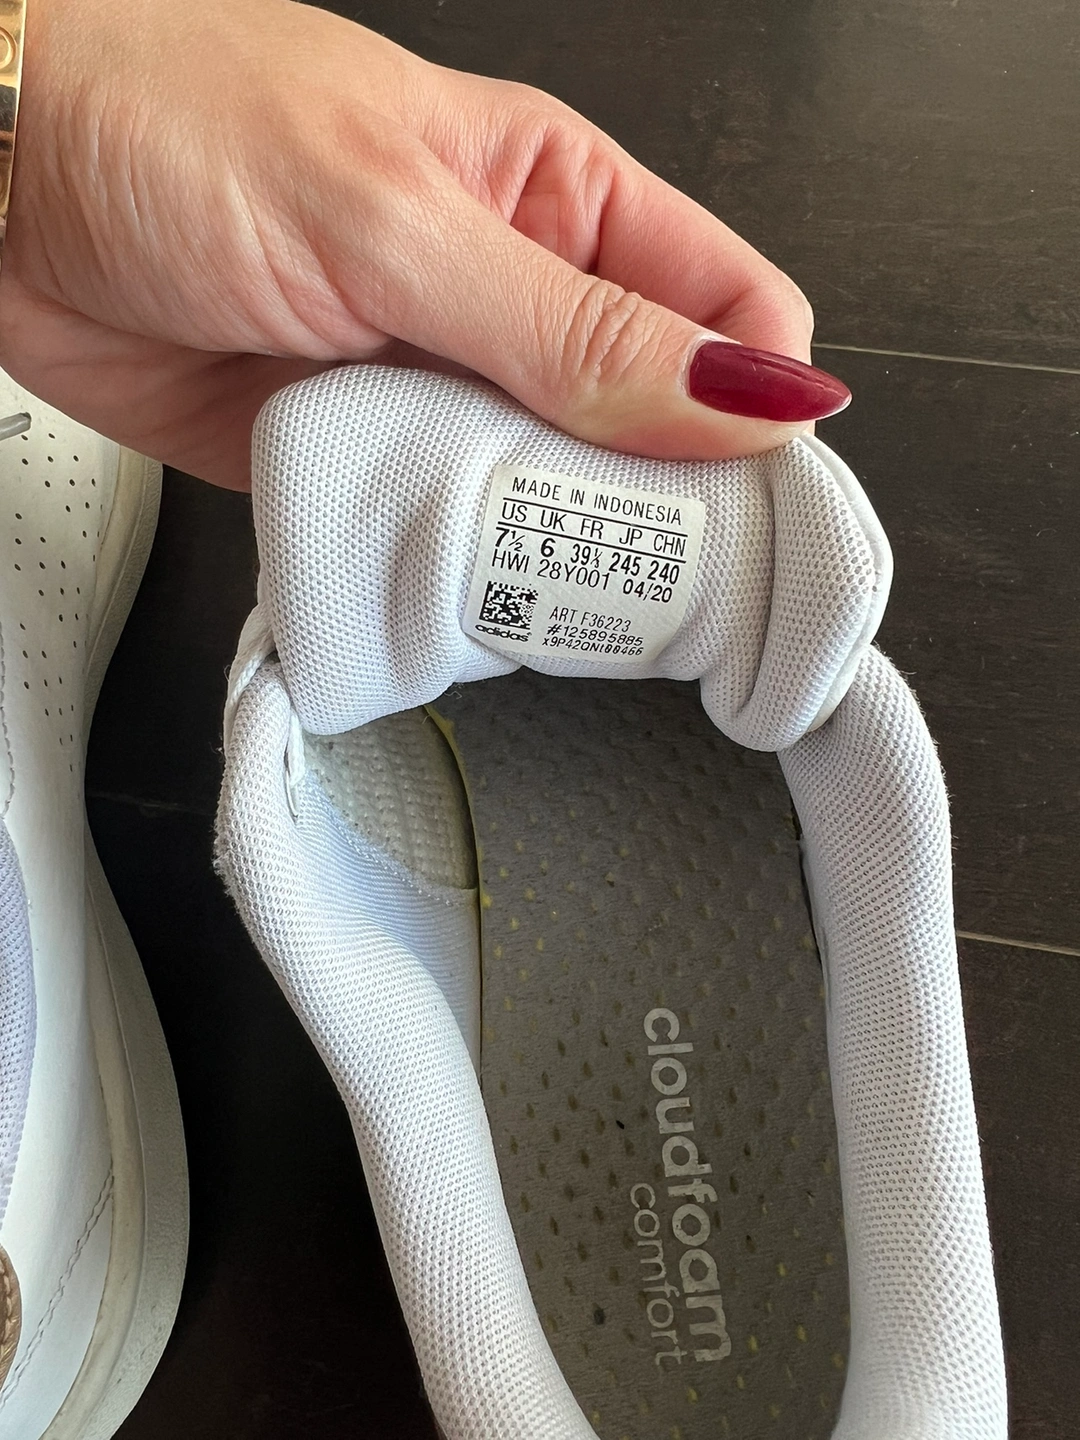 MADE IN INDONESIA
US UK FR JP CHN
7½ 6 39⅓ 245 240
HWI 28Y001 04/20
ART F36223
#125895885
adidas
x9P42QNt00466
cloudfoam
comfort